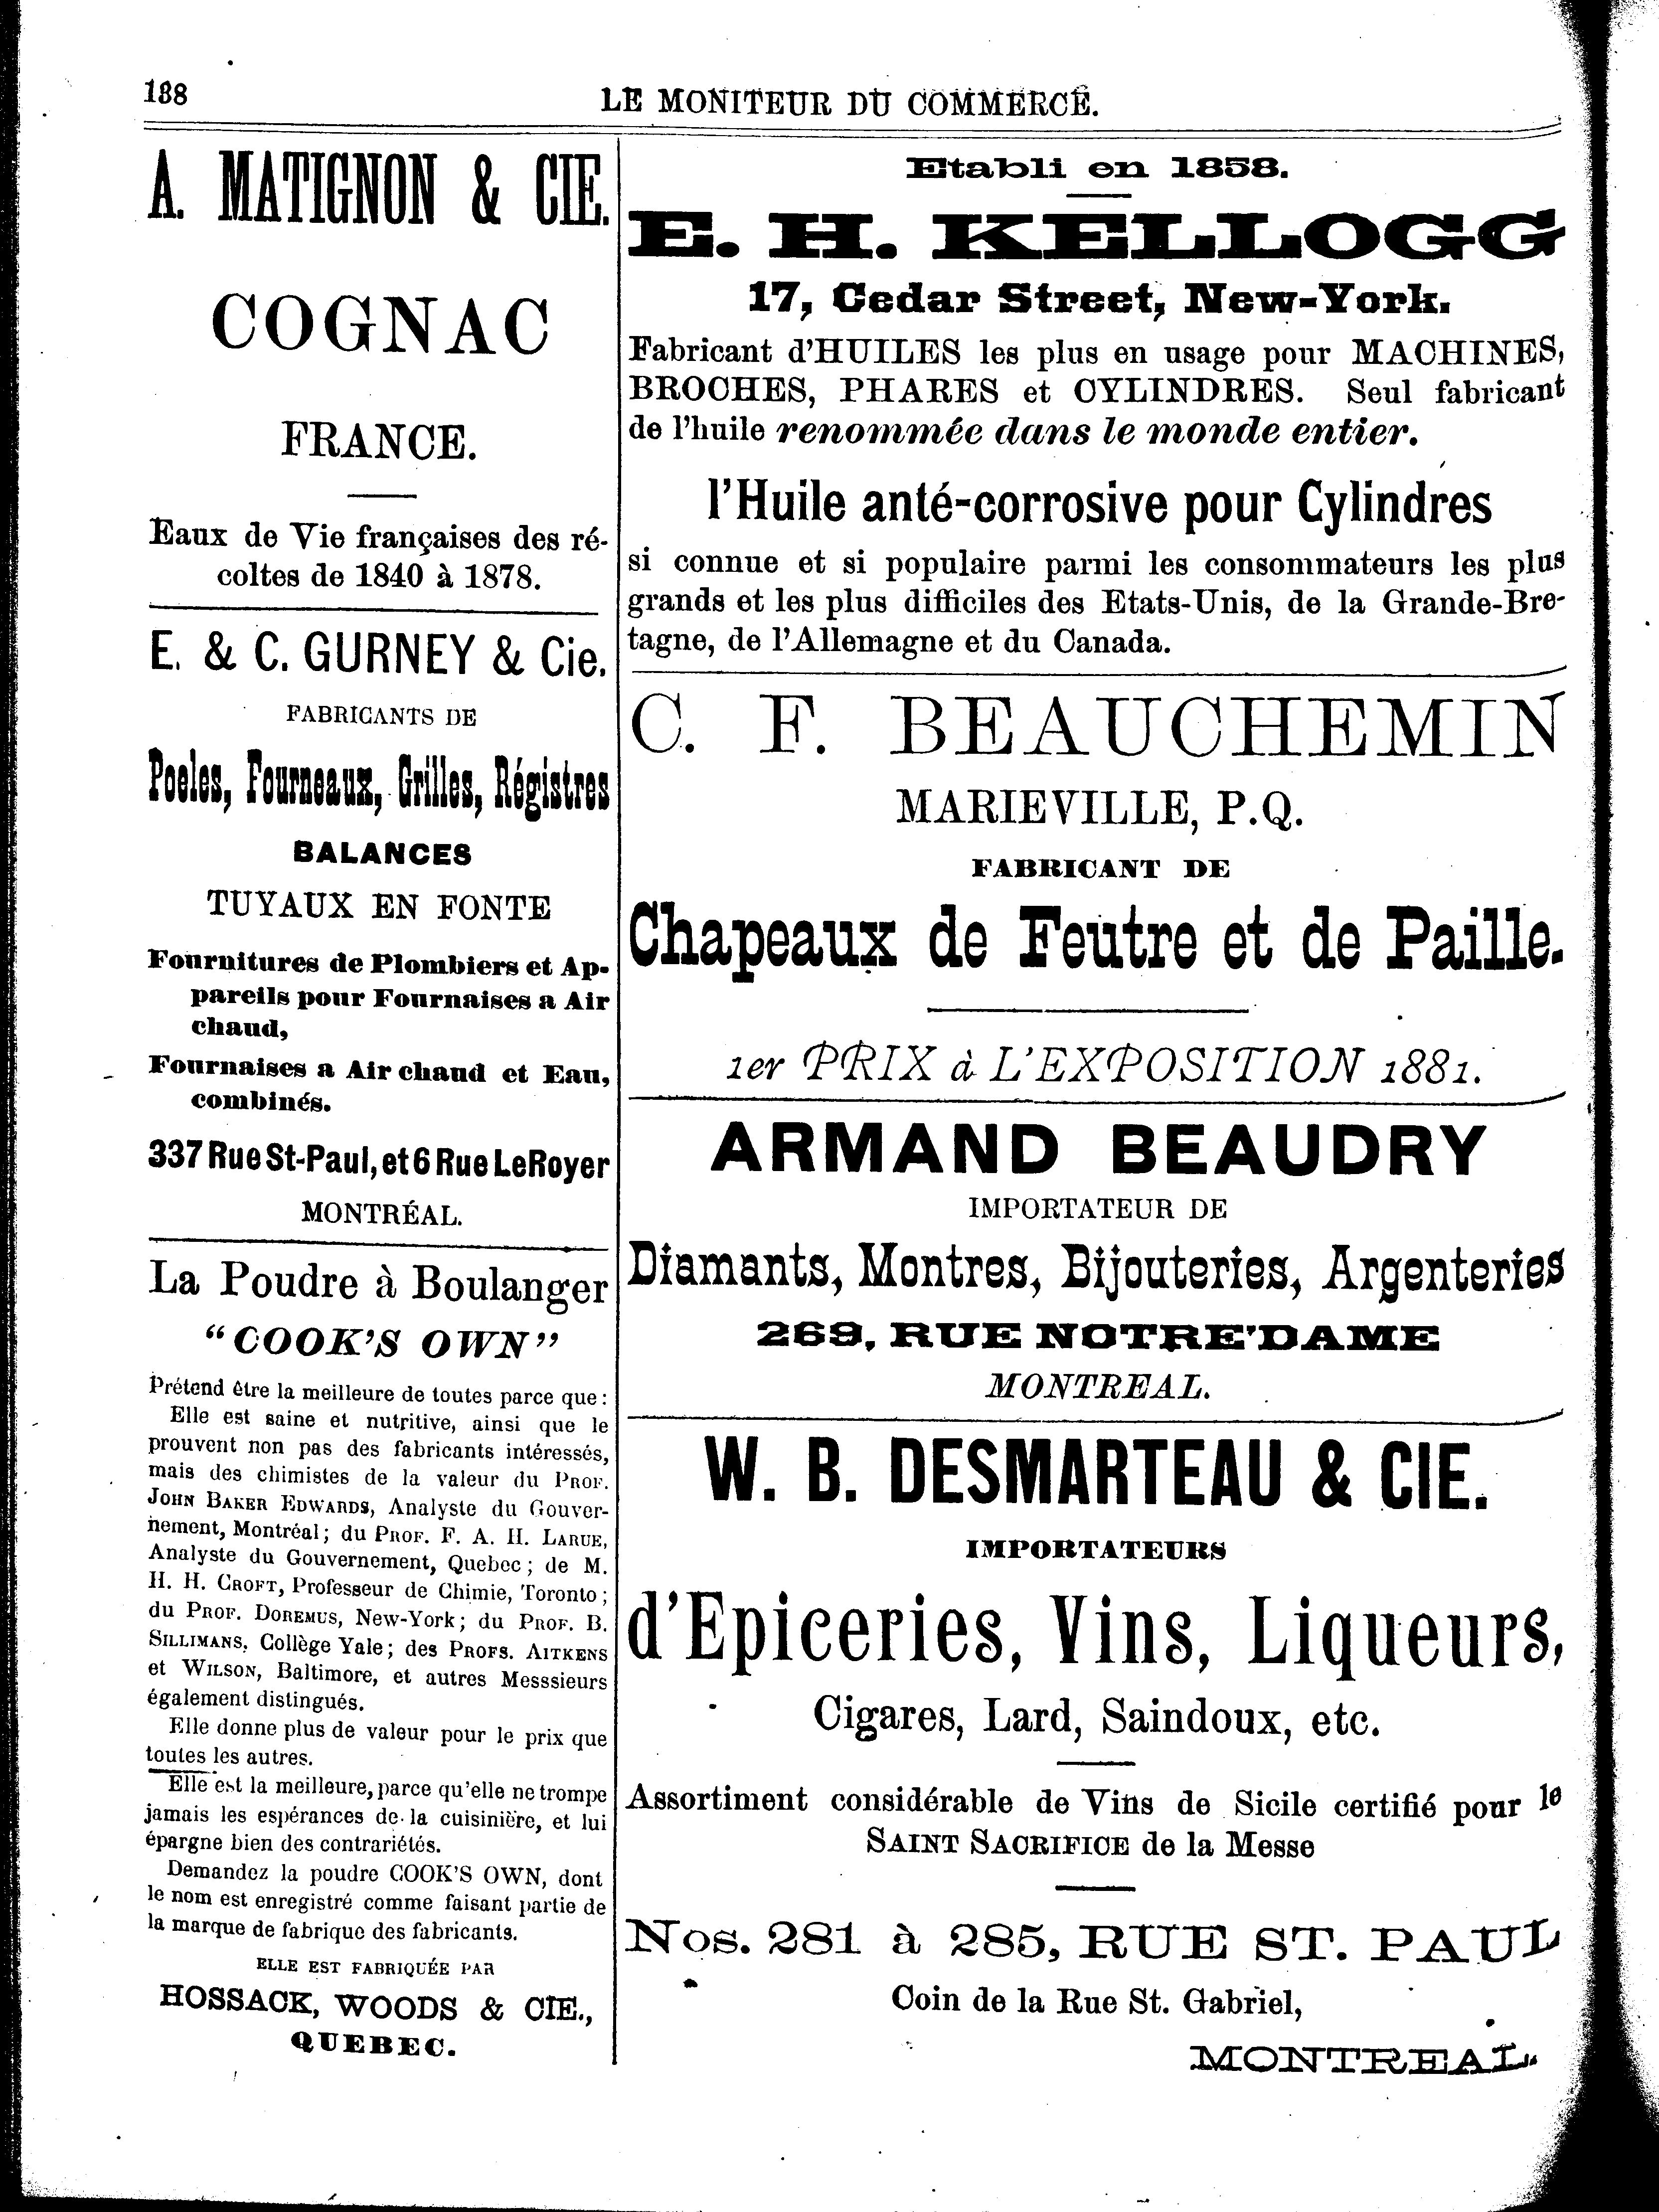 188
LE MONITEUR DU COMMERCE.
A. MATIGNON & CIE.
COGNAC
FRANCE.
Eaux de Vie françaises des ré-
coltes de 1840 à 1878.
E. & C. GURNEY & Cie.
FABRICANTS DE
Poeles, Fourneaux, Grilles, Régistres
BALANCES
TUYAUX EN FONTE
Fournitures de Plombiers et Ap-
pareils pour Fournaises a Air
chaud,
Fournaises a Air chaud et Eau,
combinés.
337 Rue St-Paul, et 6 Rue LeRoyer
MONTRÉAL.
La Poudre à Boulanger
"COOK'S OWN"
Prétend être la meilleure de toutes parce que:
Elle est saine et nutritive, ainsi que le
prouvent non pas des fabricants intéressés,
mais des chimistes de la valeur du PROF.
JOHN BAKER EDWARDS, Analyste du Gouver-
nement, Montréal; du PROF. F. A. H. LARUE,
Analyste du Gouvernement, Quebec; de M.
H. H. CROFT, Professeur de Chimie, Toronto;
du PROF. DOREMUS, New-York; du PROF. B.
SILLIMANS, Collège Yale; des PROFS. AITKENS
et WILSON, Baltimore, et autres Messsieurs
également distingués.
Elle donne plus de valeur pour le prix que
toutes les autres.
Elle est la meilleure, parce qu'elle ne trompe
jamais les espérances de la cuisinière, et lui
épargne bien des contrariétés.
Demandez la poudre COOK'S OWN, dont
le nom est enregistré comme faisant partie de
la marque de fabrique des fabricants.
ELLE EST FABRIQUÉE PAR
HOSSACK, WOODS & CIE.,
QUEBEC.
Etabli en 1858.
E. H. KELLOGG
17, Cedar Street, New-York.
Fabricant d'HUILES les plus en usage pour MACHINES,
BROCHES, PHARES et CYLINDRES. Seul fabricant
de l'huile renommée dans le monde entier.
l'Huile anté-corrosive pour Cylindres
si connue et si populaire parmi les consommateurs les plus
grands et les plus difficiles des Etats-Unis, de la Grande-Bre-
tagne, de l'Allemagne et du Canada.
C. F. BEAUCHEMIN
MARIEVILLE, P.Q.
FABRICANT DE
Chapeaux de Feutre et de Paille.
1er PRIX à L'EXPOSITION 1881.
ARMAND BEAUDRY
IMPORTATEUR DE
Diamants, Montres, Bijouteries, Argenteries
269, RUE NOTRE'DAME
MONTREAL.
W. B. DESMARTEAU & CIE.
IMPORTATEURS
d'Epiceries, Vins, Liqueurs,
Cigares, Lard, Saindoux, etc.
Assortiment considérable de Vins de Sicile certifié pour le
SAINT SACRIFICE de la Messe
Nos. 281 à 285, RUE ST. PAUL
Coin de la Rue St. Gabriel,
MONTREAL.